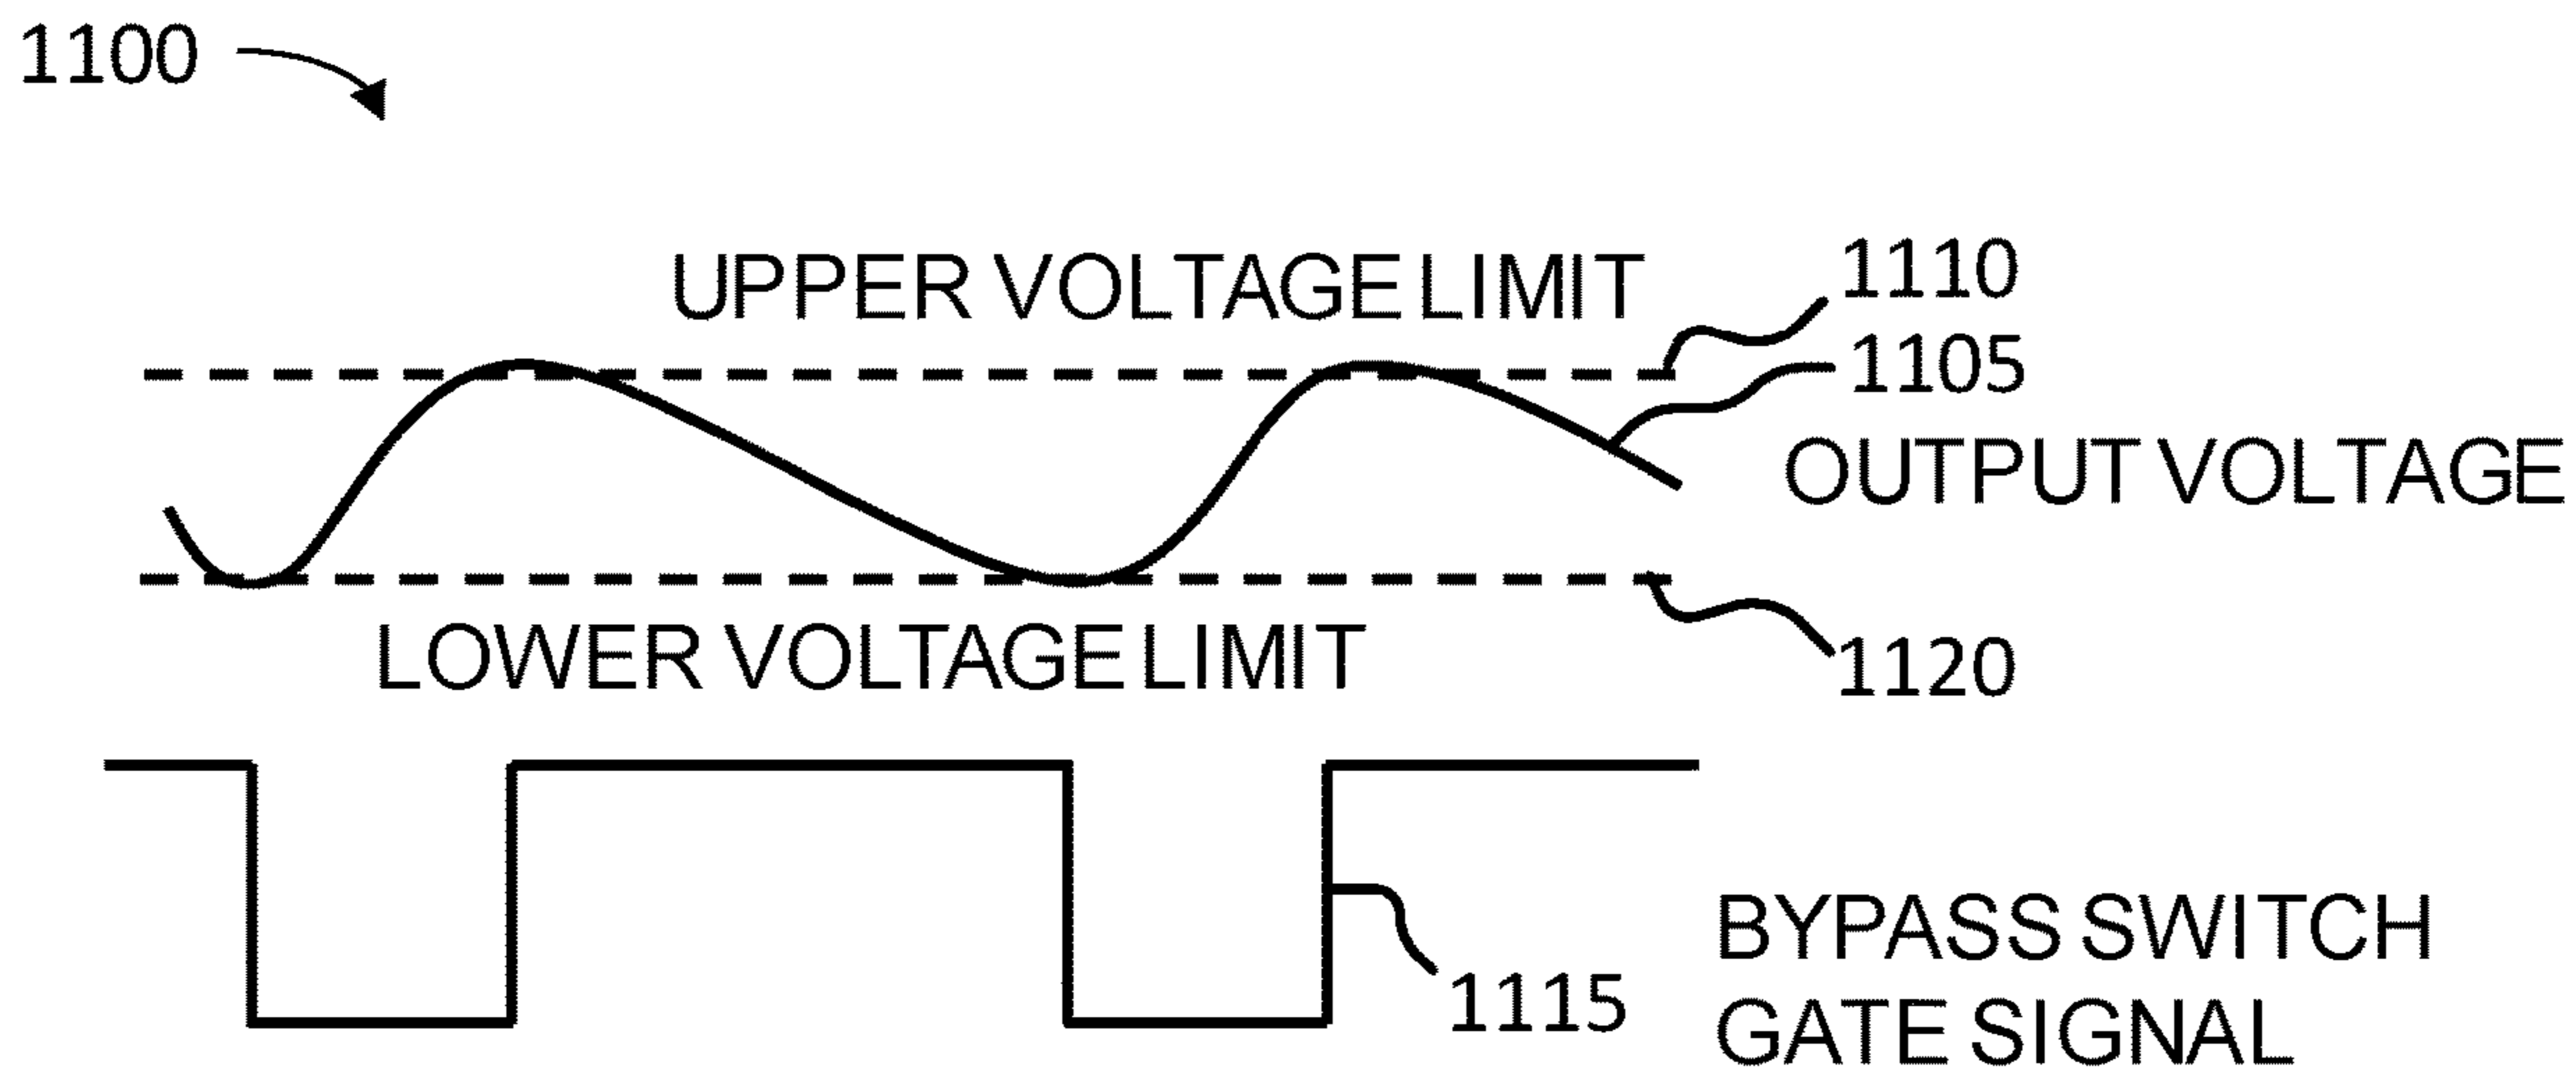 1100
UPPER VOLTAGE LIMIT
1110
1105
OUTPUT VOLTAGE
LOWER VOLTAGE LIMIT
1120
BYPASS SWITCH
GATE SIGNAL
1115